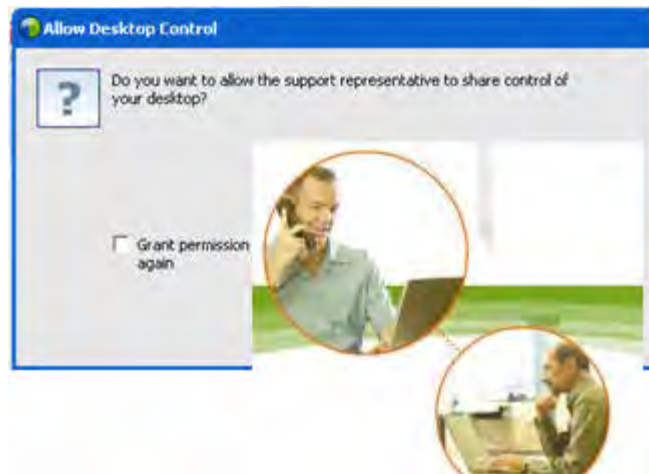 Allow Desktop Control
?
Do you want to allow the support representative to share control of
your desktop?
Grant permission
again